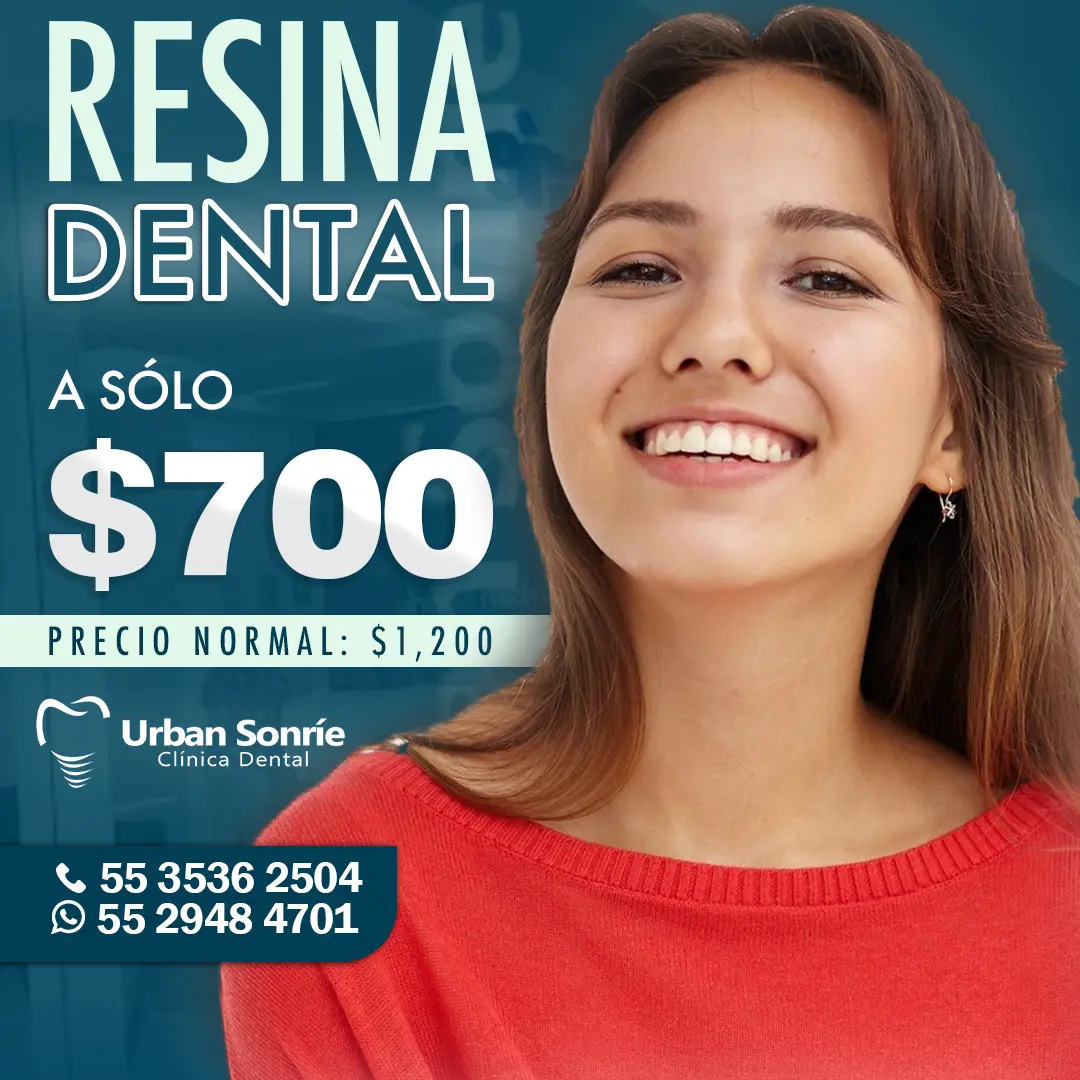 RESINA
DENTAL
A SÓLO
$700
PRECIO NORMAL: $1,200
Urban Sonríe
Clínica Dental
55 3536 2504
55 2948 4701